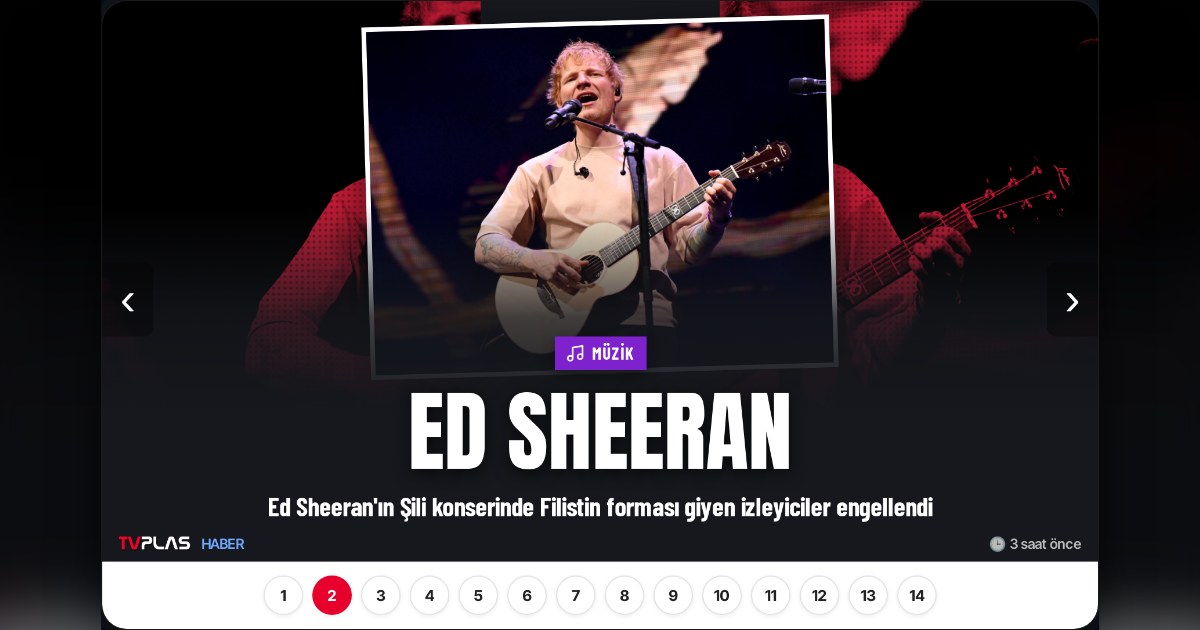 MÜZİK
ED SHEERAN
Ed Sheeran'ın Şili konserinde Filistin forması giyen izleyiciler engellendi
TVPLAS HABER
3 saat önce
1 2 3 4 5 6 7 8 9 10 11 12 13 14